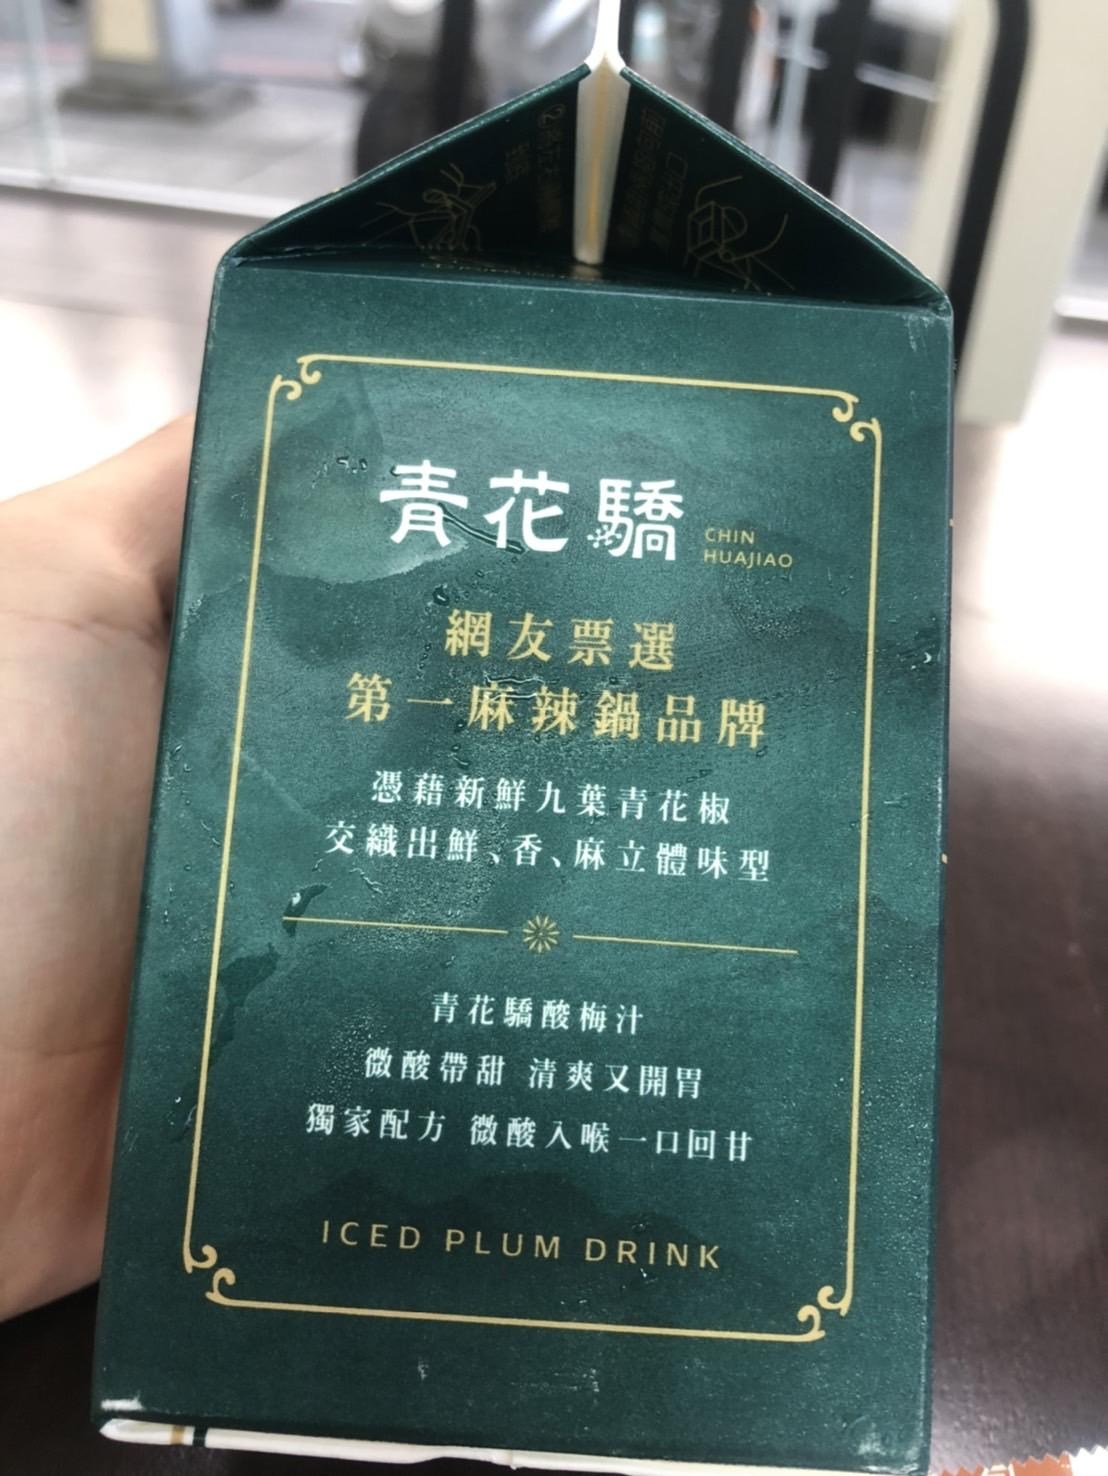 青花驕
CHIN
HUAJIAO
網友票選
第一麻辣鍋品牌
憑藉新鮮九葉青花椒
交織出鮮、香、麻立體味型
青花驕酸梅汁
微酸帶甜 清爽又開胃
獨家配方 微酸入喉一口回甘
ICED PLUM DRINK